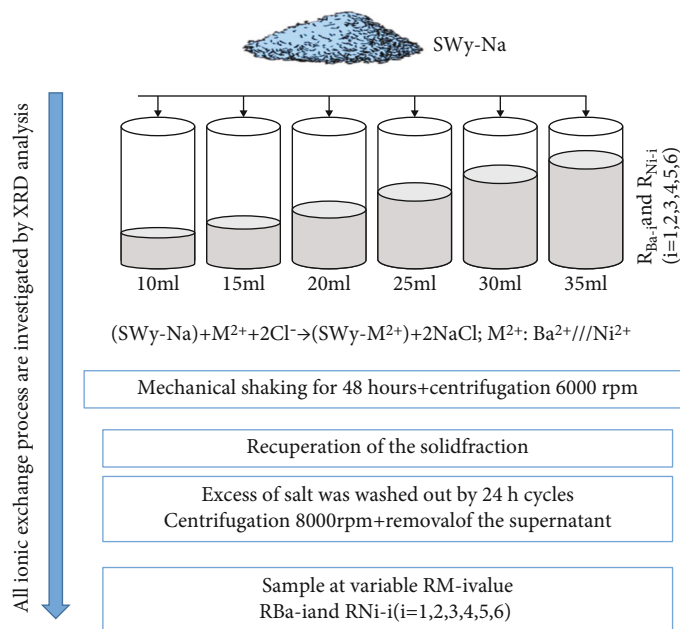 SWy-Na
All ionic exchange process are investigated by XRD analysis
10ml 15ml 20ml 25ml 30ml 35ml
R_Ba-i and R_Ni-i
(i=1,2,3,4,5,6)
(SWy-Na)+M²⁺+2Cl⁻→(SWy-M²⁺)+2NaCl; M²⁺: Ba²⁺///Ni²⁺
Mechanical shaking for 48 hours+centrifugation 6000 rpm
Recuperation of the solidfraction
Excess of salt was washed out by 24 h cycles
Centrifugation 8000rpm+removalof the supernatant
Sample at variable RM-ivalue
RBa-iand RNi-i(i=1,2,3,4,5,6)